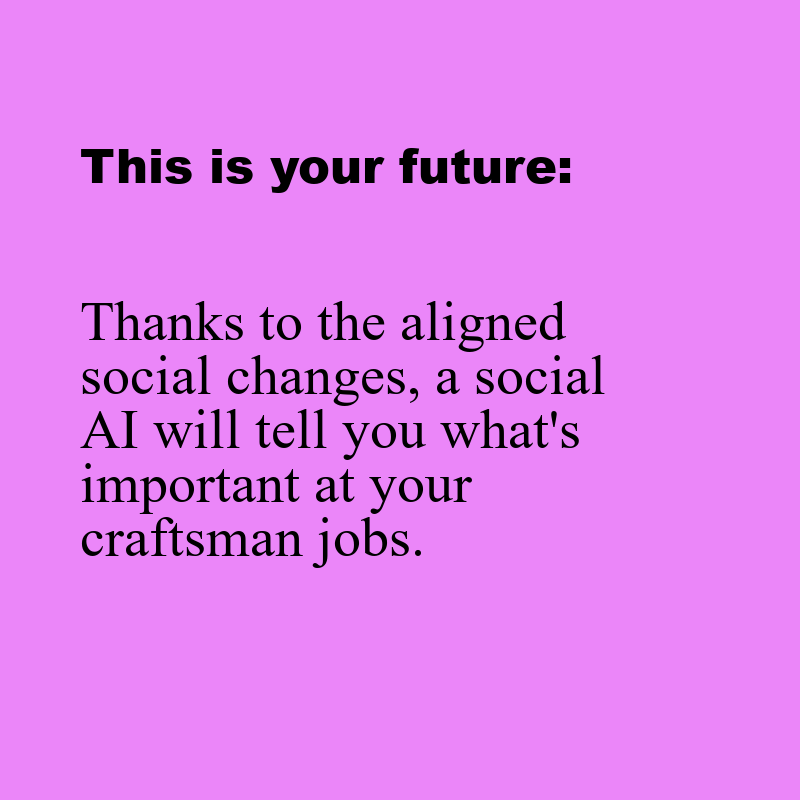 This is your future:
Thanks to the aligned
social changes, a social
AI will tell you what's
important at your
craftsman jobs.